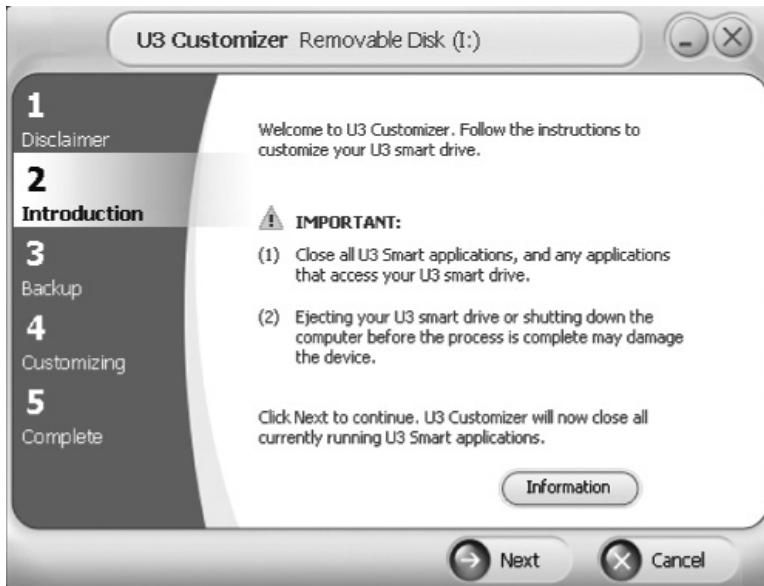 U3 Customizer Removable Disk (I:)
1
Disclaimer
2
Introduction
3
Backup
4
Customizing
5
Complete
Welcome to U3 Customizer. Follow the instructions to
customize your U3 smart drive.
IMPORTANT:
(1) Close all U3 Smart applications, and any applications
that access your U3 smart drive.
(2) Ejecting your U3 smart drive or shutting down the
computer before the process is complete may damage
the device.
Click Next to continue. U3 Customizer will now close all
currently running U3 Smart applications.
Information
Next
Cancel